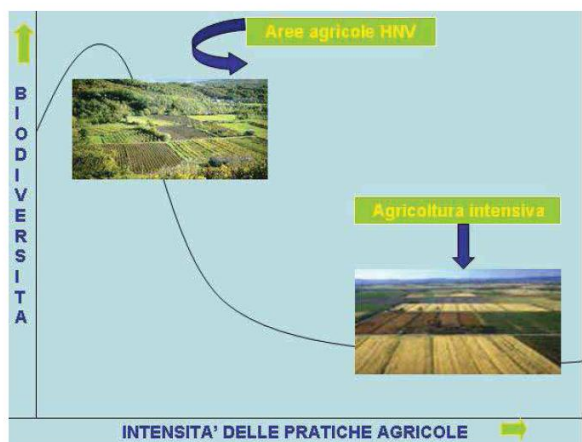 Aree agricole HNV
BIODIVERSITA
Agricoltura intensiva
INTENSITA' DELLE PRATICHE AGRICOLE